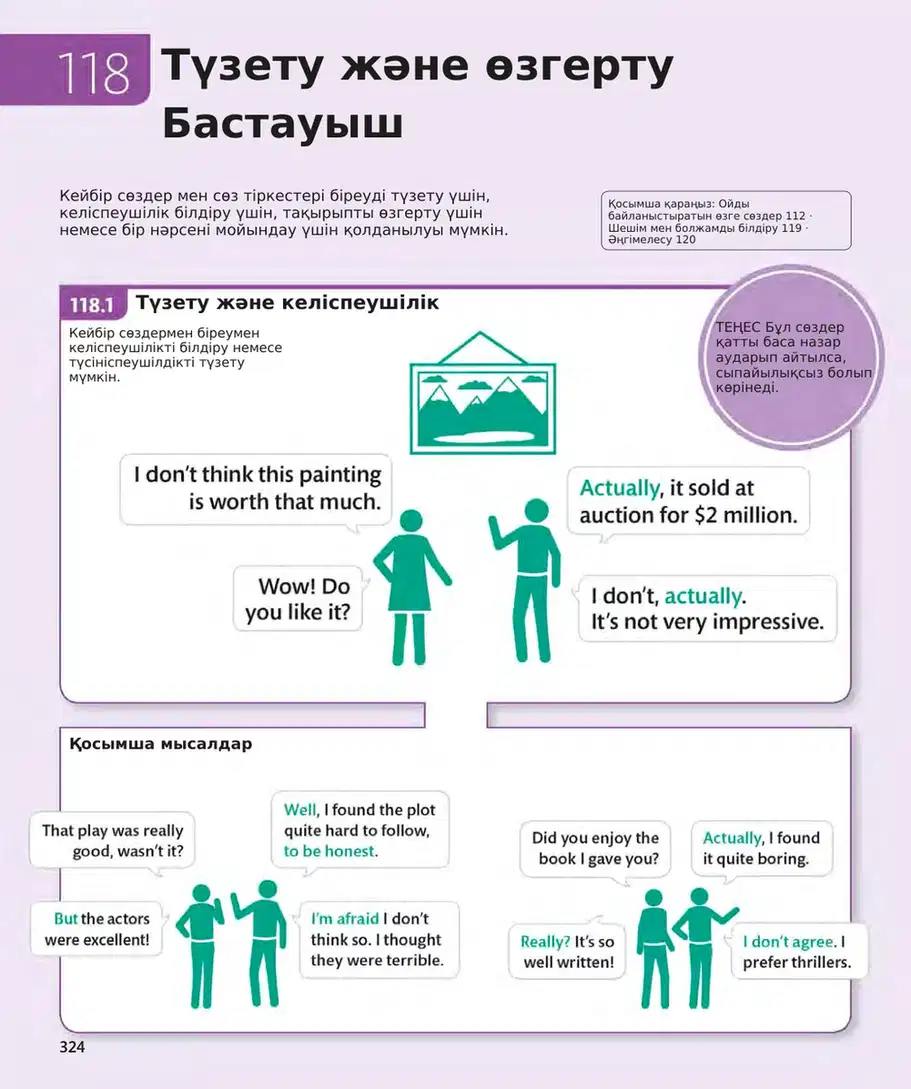 118
Түзету және өзгерту
Бастауыш
Кейбір сөздер мен сөз тіркестері біреуді түзету үшін,
келіспеушілік білдіру үшін, тақырыпты өзгерту үшін
немесе бір нәрсені мойындау үшін қолданылуы мүмкін.
Қосымша қараңыз: Ойды
байланыстыратын өзге сөздер 112 ·
Шешім мен болжамды білдіру 119 ·
Әңгімелесу 120
118.1 Түзету және келіспеушілік
Кейбір сөздермен біреумен
келіспеушілікті білдіру немесе
түсініспеушілдікті түзету
мүмкін.
ТЕҢЕС Бұл сөздер
қатты баса назар
аударып айтылса,
сыпайылықсыз болып
көрінеді.
I don't think this painting
is worth that much.
Actually, it sold at
auction for $2 million.
Wow! Do
you like it?
I don't, actually.
It's not very impressive.
Қосымша мысалдар
That play was really
good, wasn't it?
Well, I found the plot
quite hard to follow,
to be honest.
But the actors
were excellent!
I'm afraid I don't
think so. I thought
they were terrible.
Did you enjoy the
book I gave you?
Actually, I found
it quite boring.
Really? It's so
well written!
I don't agree. I
prefer thrillers.
324